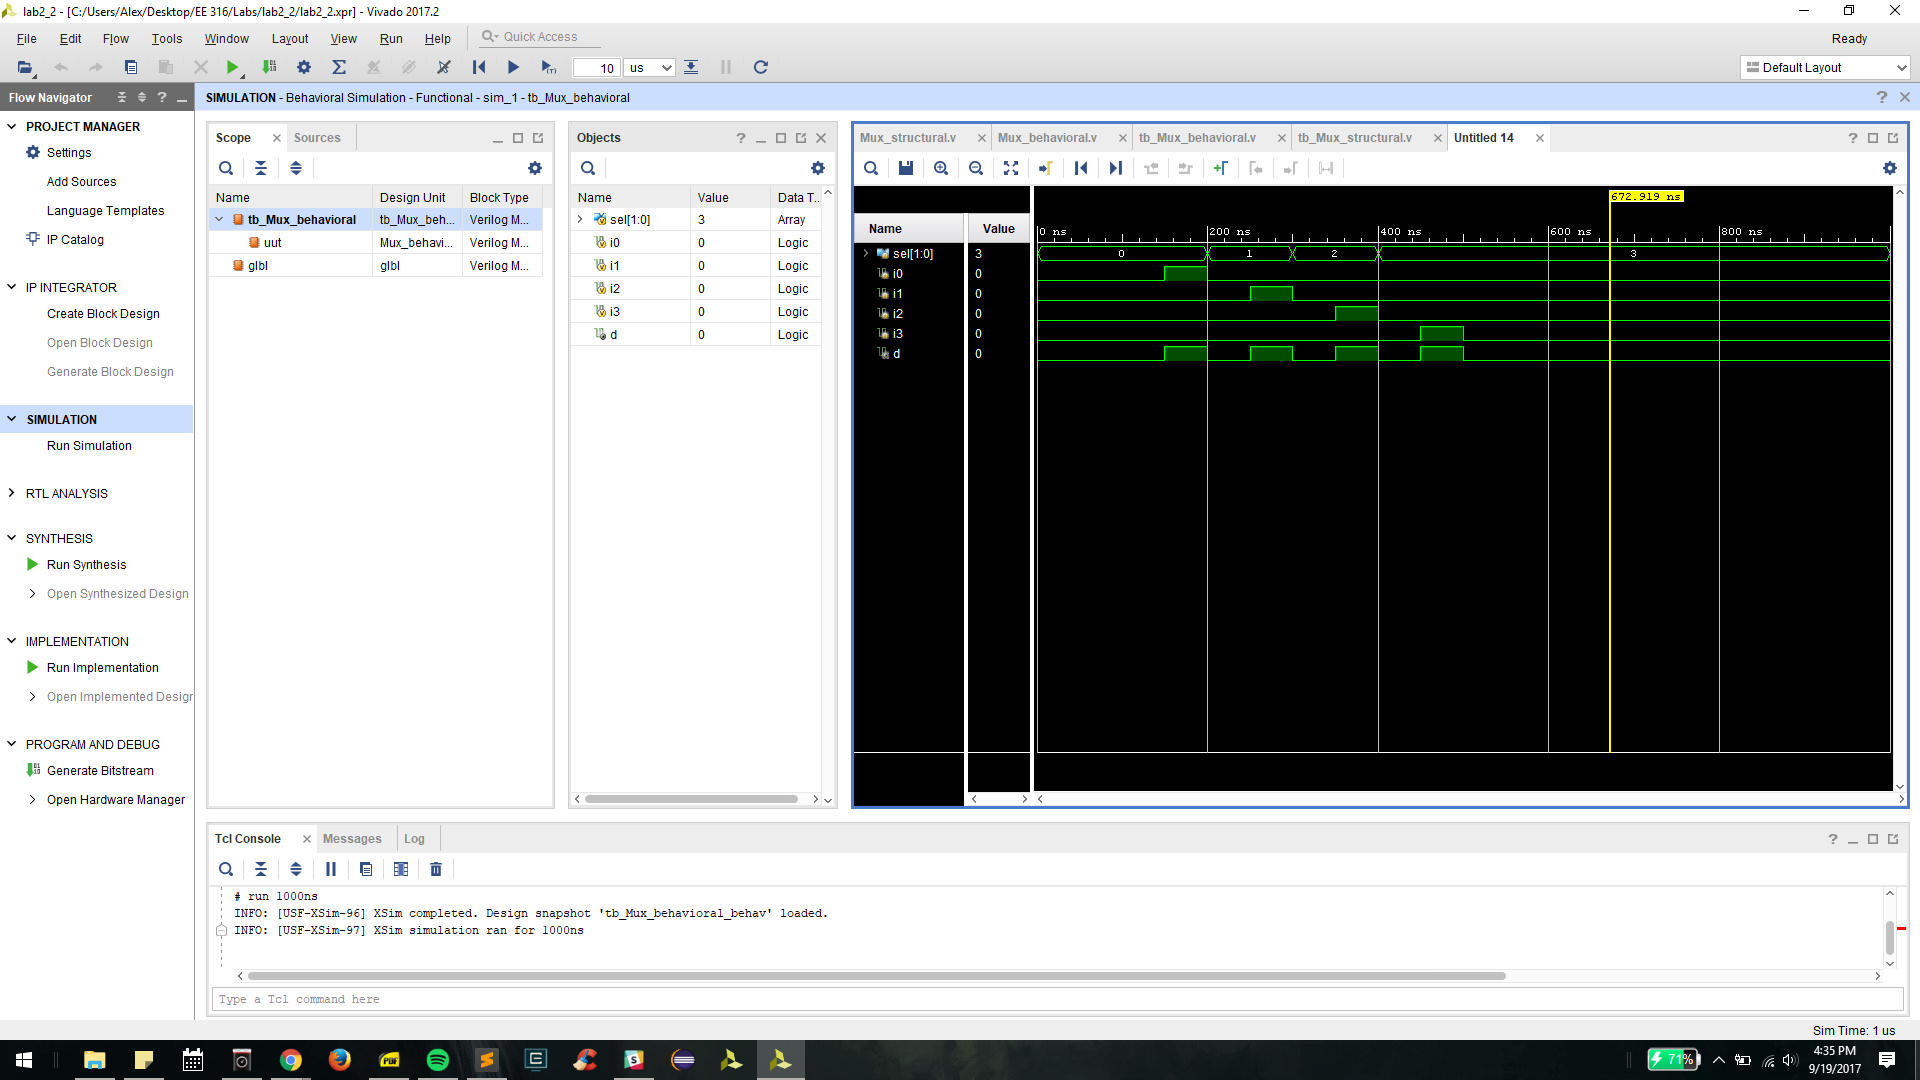 lab2_2 - [C:/Users/Alex/Desktop/EE 316/Labs/lab2_2/lab2_2.xpr] - Vivado 2017.2
File Edit Flow Tools Window Layout View Run Help Quick Access
Ready
10 us
Default Layout
Flow Navigator
SIMULATION - Behavioral Simulation - Functional - sim_1 - tb_Mux_behavioral
PROJECT MANAGER
Settings
Add Sources
Language Templates
IP Catalog
IP INTEGRATOR
Create Block Design
Open Block Design
Generate Block Design
SIMULATION
Run Simulation
RTL ANALYSIS
SYNTHESIS
Run Synthesis
Open Synthesized Design
IMPLEMENTATION
Run Implementation
Open Implemented Design
PROGRAM AND DEBUG
Generate Bitstream
Open Hardware Manager
Scope Sources
Name Design Unit Block Type
tb_Mux_behavioral tb_Mux_beh... Verilog M...
uut Mux_behavi... Verilog M...
glbl glbl Verilog M...
Objects
Name Value Data T...
sel[1:0] 3 Array
i0 0 Logic
i1 0 Logic
i2 0 Logic
i3 0 Logic
d 0 Logic
Mux_structural.v Mux_behavioral.v tb_Mux_behavioral.v tb_Mux_structural.v Untitled 14
672.919 ns
Name Value
0 ns 200 ns 400 ns 600 ns 800 ns
sel[1:0] 3 0 1 2 3
i0 0
i1 0
i2 0
i3 0
d 0
Tcl Console Messages Log
# run 1000ns
INFO: [USF-XSim-96] XSim completed. Design snapshot 'tb_Mux_behavioral_behav' loaded.
INFO: [USF-XSim-97] XSim simulation ran for 1000ns
Type a Tcl command here
Sim Time: 1 us
71%
4:35 PM
9/19/2017